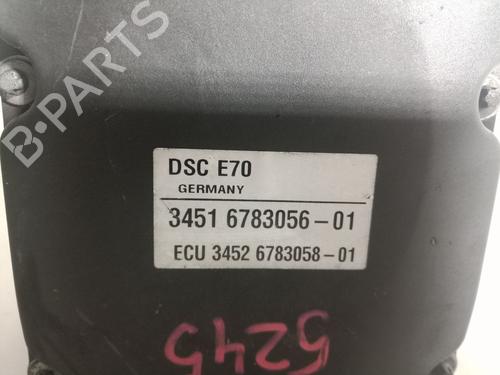 B-PARTS
DSC E70
GERMANY
3451 6783056-01
ECU 3452 6783058-01
5245